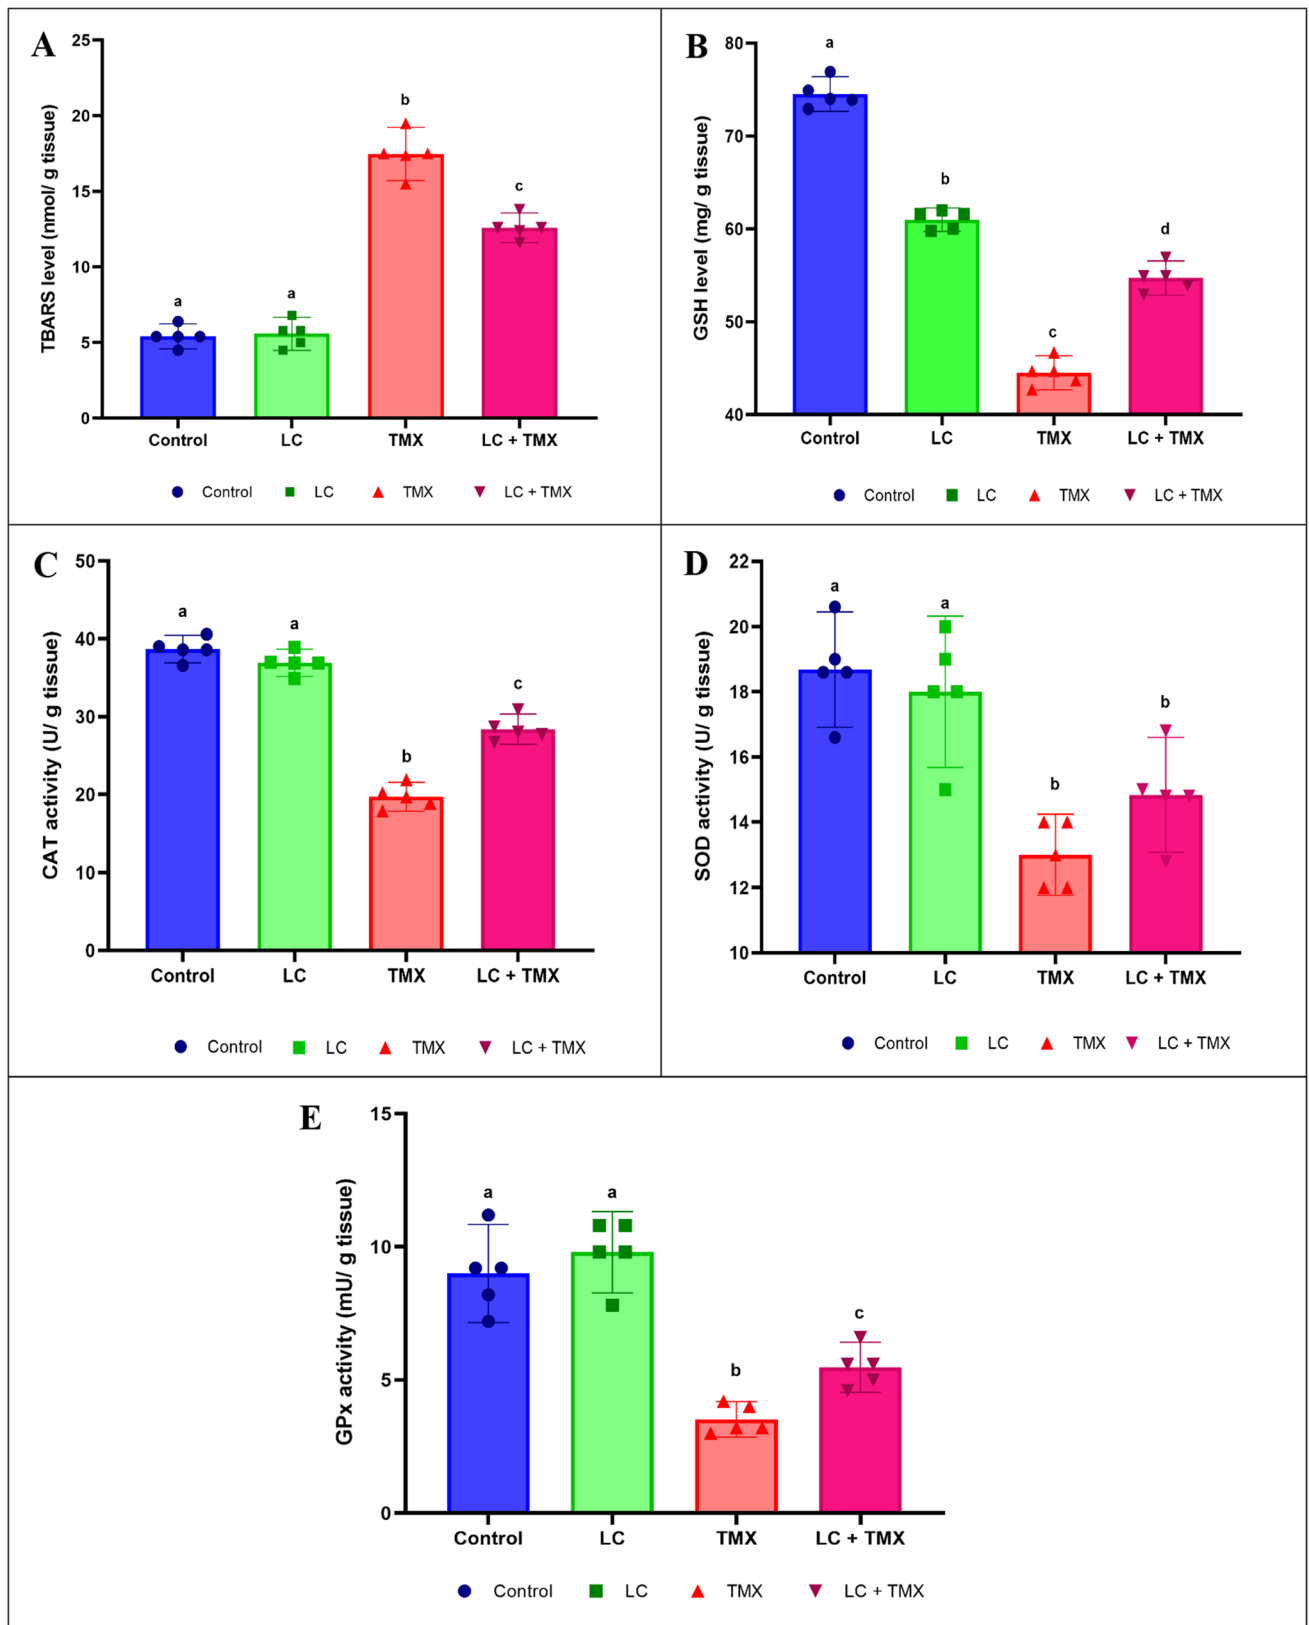 A
TBARS level (nmol/ g tissue)
25
20
15
10
5
0
a
a
b
c
Control LC TMX LC + TMX
Control LC TMX LC + TMX
B
GSH level (mg/ g tissue)
80
70
60
50
40
a
b
c
d
Control LC TMX LC + TMX
Control LC TMX LC + TMX
C
CAT activity (U/ g tissue)
50
40
30
20
10
0
a
a
b
c
Control LC TMX LC + TMX
Control LC TMX LC + TMX
D
SOD activity (U/ g tissue)
22
20
18
16
14
12
10
a
a
b
b
Control LC TMX LC + TMX
Control LC TMX LC + TMX
E
GPx activity (mU/ g tissue)
15
10
5
0
a
a
b
c
Control LC TMX LC + TMX
Control LC TMX LC + TMX